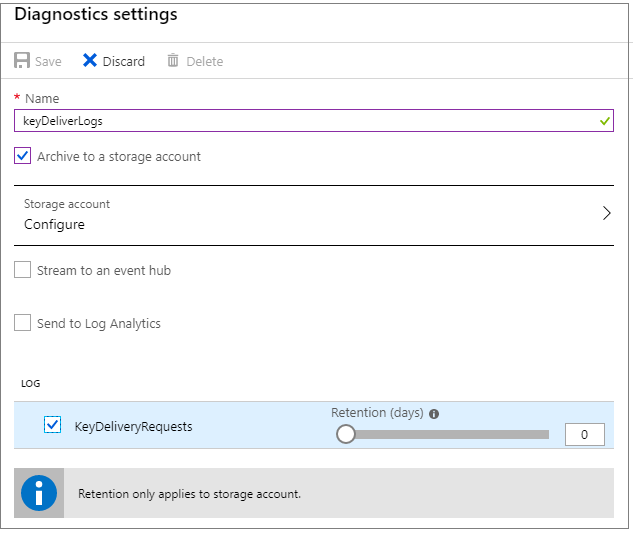 Diagnostics settings
Save Discard Delete
* Name
keyDeliverLogs
Archive to a storage account
Storage account
Configure
Stream to an event hub
Send to Log Analytics
LOG
KeyDeliveryRequests
Retention (days)
0
Retention only applies to storage account.